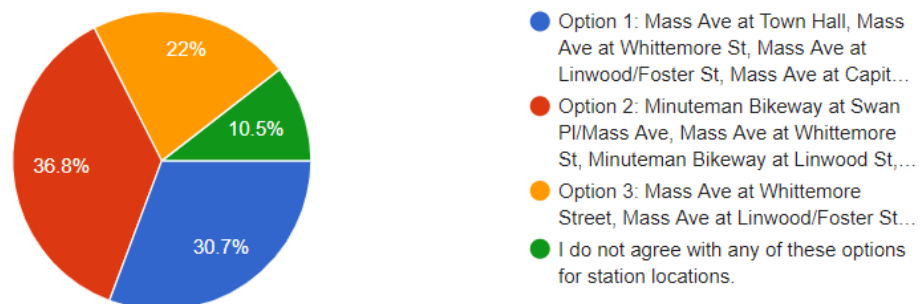 22%
10.5%
36.8%
30.7%
Option 1: Mass Ave at Town Hall, Mass
Ave at Whittemore St, Mass Ave at
Linwood/Foster St, Mass Ave at Capit…
Option 2: Minuteman Bikeway at Swan
Pl/Mass Ave, Mass Ave at Whittemore
St, Minuteman Bikeway at Linwood St,…
Option 3: Mass Ave at Whittemore
Street, Mass Ave at Linwood/Foster St…
I do not agree with any of these options
for station locations.